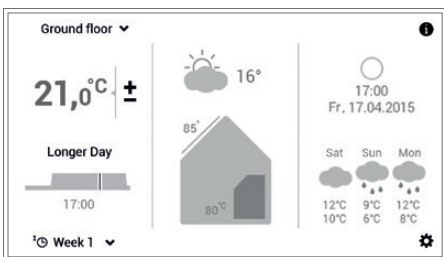 Ground floor
21,0°C ±
Longer Day
17:00
Week 1
16°
85°
80°C
17:00
Fr, 17.04.2015
Sat Sun Mon
12°C 9°C 12°C
10°C 6°C 8°C